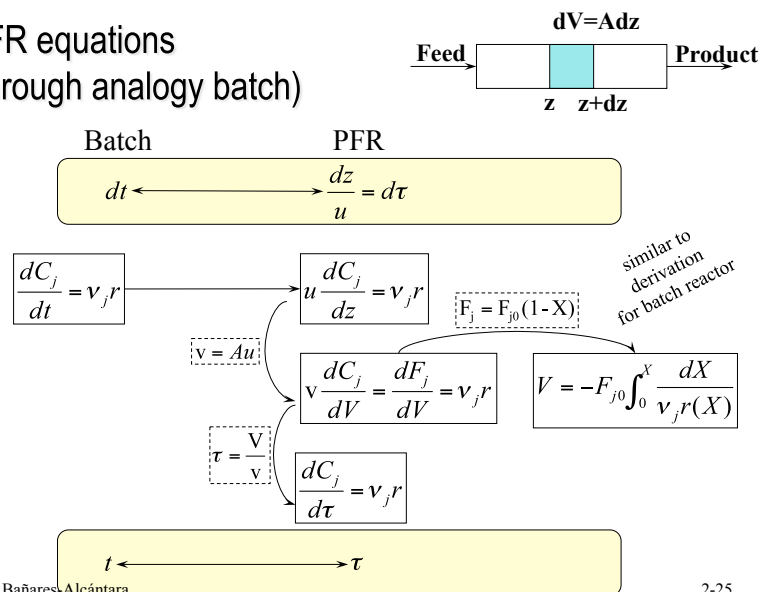 FR equations
rough analogy batch)
dV=Adz
Feed
Product
z z+dz
Batch PFR
dt ⟷ dz/u = dτ
dC_j/dt = ν_j r
u dC_j/dz = ν_j r
similar to
derivation
for batch reactor
F_j = F_j0 (1 - X)
v = Au
v dC_j/dV = dF_j/dV = ν_j r
V = -F_j0 ∫_0^X dX/(ν_j r(X))
τ = V/v
dC_j/dτ = ν_j r
t ⟷ τ
Bañares-Alcántara
2-25